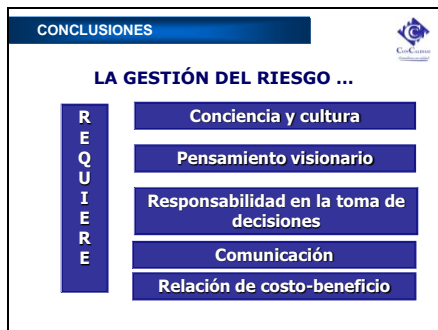 CONCLUSIONES
LA GESTIÓN DEL RIESGO ...
REQUIERE
Conciencia y cultura
Pensamiento visionario
Responsabilidad en la toma de
decisiones
Comunicación
Relación de costo-beneficio